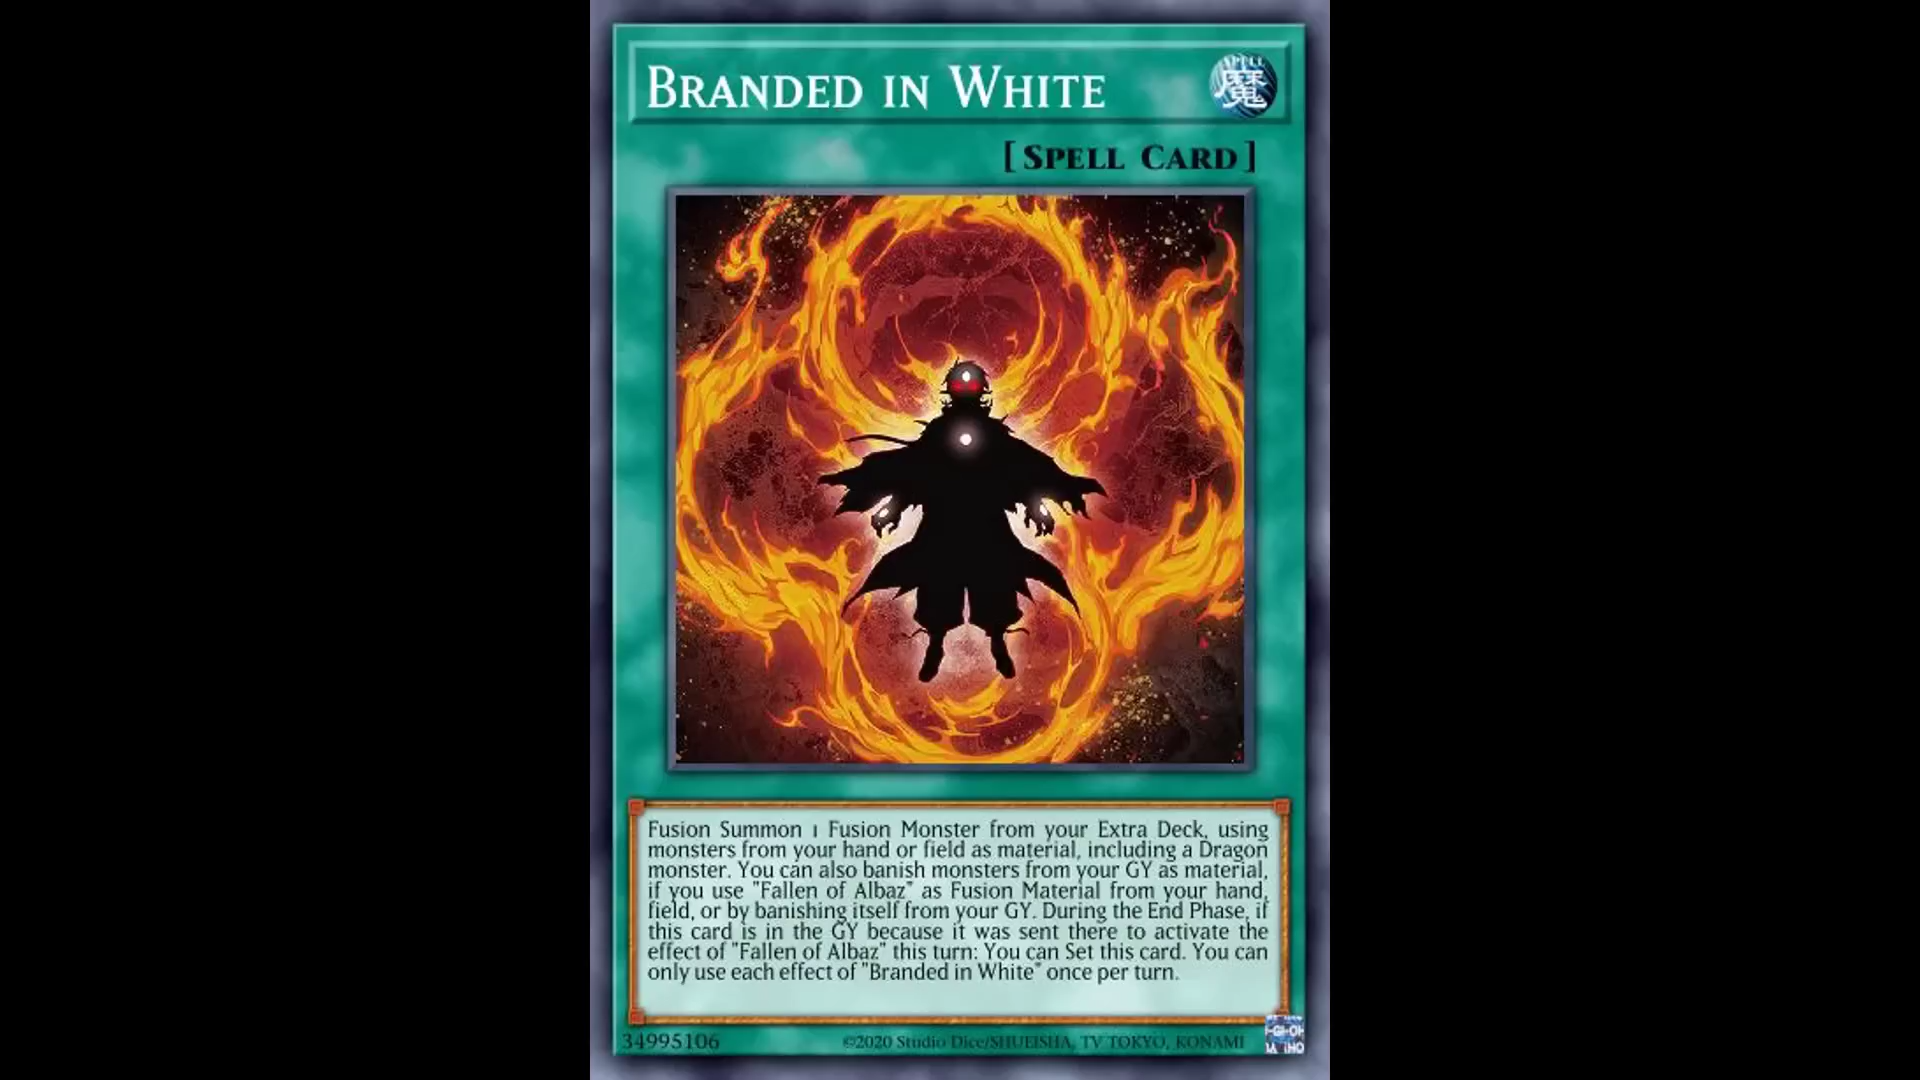 BRANDED IN WHITE
SPELL
魔
[SPELL CARD]
Fusion Summon 1 Fusion Monster from your Extra Deck, using
monsters from your hand or field as material, including a Dragon
monster. You can also banish monsters from your GY as material,
if you use "Fallen of Albaz" as Fusion Material from your hand,
field, or by banishing itself from your GY. During the End Phase, if
this card is in the GY because it was sent there to activate the
effect of "Fallen of Albaz" this turn: You can Set this card. You can
only use each effect of "Branded in White" once per turn.
34995106
©2020 Studio Dice/SHUEISHA, TV TOKYO, KONAMI